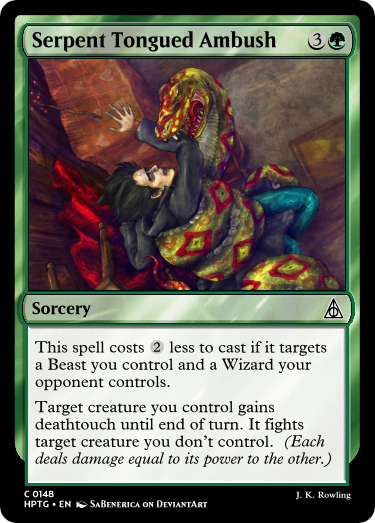 Serpent Tongued Ambush 3
Sorcery
This spell costs 2 less to cast if it targets
a Beast you control and a Wizard your
opponent controls.
Target creature you control gains
deathtouch until end of turn. It fights
target creature you don't control. (Each
deals damage equal to its power to the other.)
C 0148
HPTG • EN SaBenerica on DeviantArt
J. K. Rowling